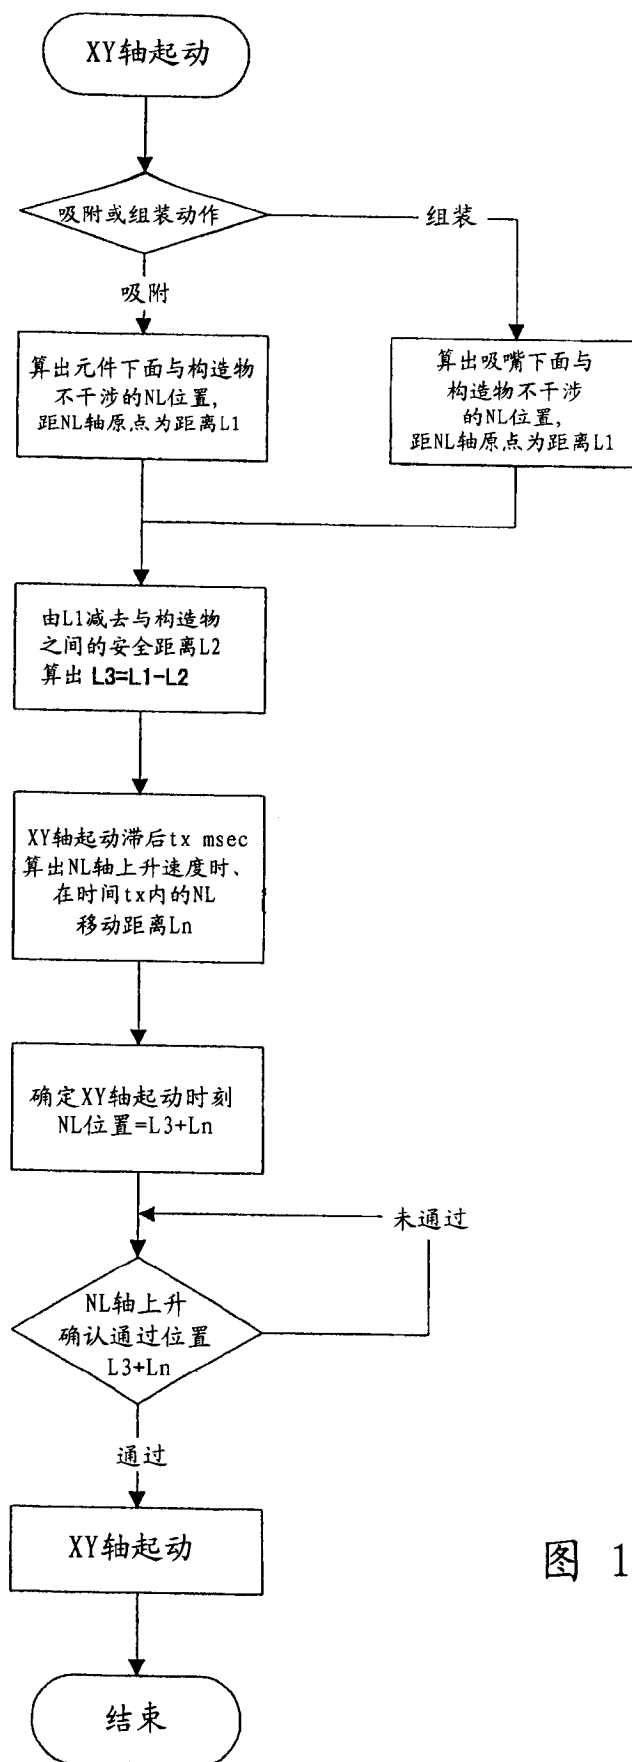 XY轴起动
吸附或组装动作
组装
吸附
算出元件下面与构造物
不干涉的NL位置,
距NL轴原点为距离L1
算出吸嘴下面与
构造物不干涉
的NL位置,
距NL轴原点为距离L1
由L1减去与构造物
之间的安全距离L2
算出 L3=L1-L2
XY轴起动滞后tx msec
算出NL轴上升速度时、
在时间tx内的NL
移动距离Ln
确定XY轴起动时刻
NL位置=L3+Ln
未通过
NL轴上升
确认通过位置
L3+Ln
通过
XY轴起动
图 1
结束